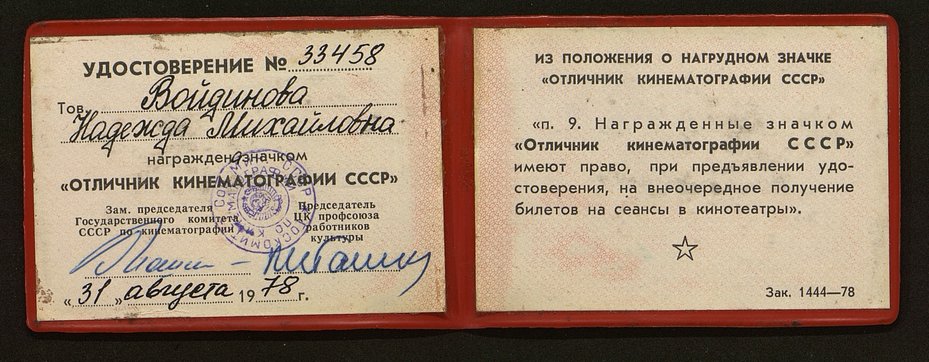 УДОСТОВЕРЕНИЕ № 33458
Тов. Войдинова
Надежда Михайловна
награжден значком
«ОТЛИЧНИК КИНЕМАТОГРАФИИ СССР»
Зам. председателя
Государственного комитета
СССР по кинематографии
Председатель
ЦК профсоюза
работников
культуры
«31» августа 1978 г.
ИЗ ПОЛОЖЕНИЯ О НАГРУДНОМ ЗНАЧКЕ
«ОТЛИЧНИК КИНЕМАТОГРАФИИ СССР»
«п. 9. Награжденные значком
«Отличник кинематографии СССР»
имеют право, при предъявлении удо-
стоверения, на внеочередное получение
билетов на сеансы в кинотеатры».
Зак. 1444—78